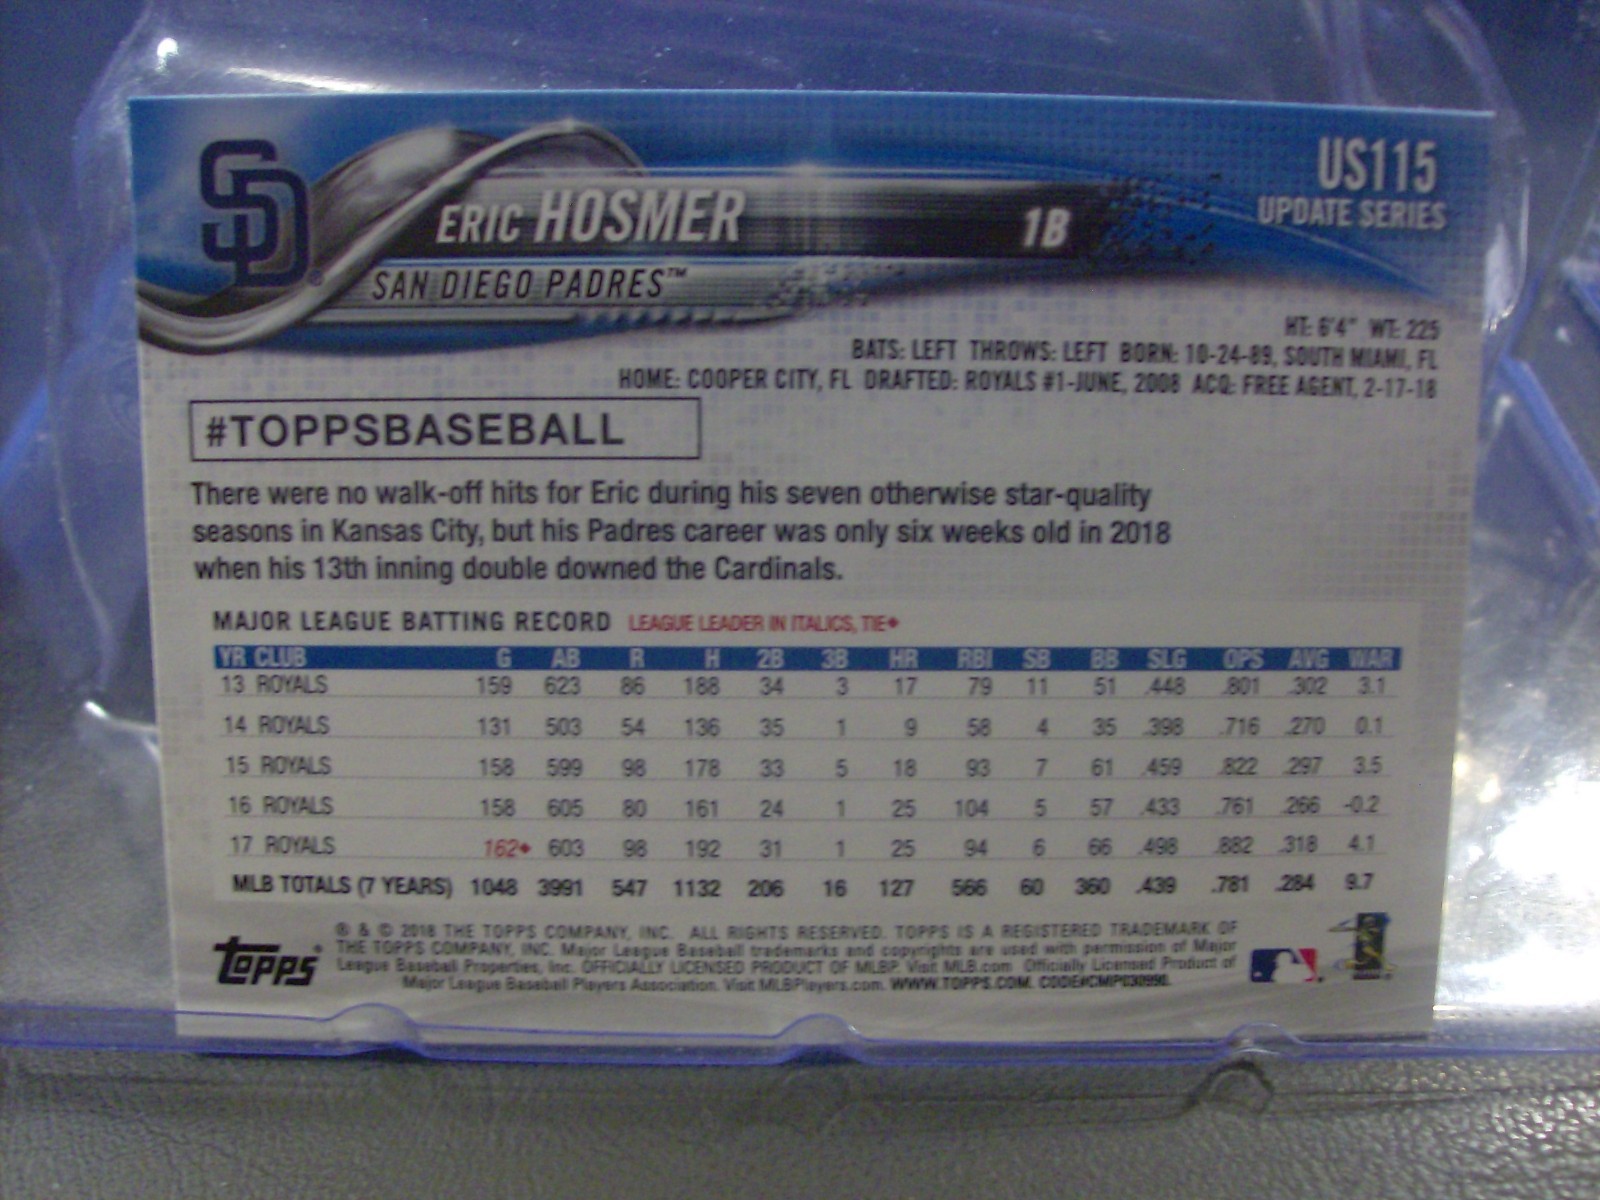 SD
ERIC HOSMER 1B
SAN DIEGO PADRES™
US115
UPDATE SERIES
HT: 6'4" WT: 225
BATS: LEFT THROWS: LEFT BORN: 10-24-89, SOUTH MIAMI, FL
HOME: COOPER CITY, FL DRAFTED: ROYALS #1-JUNE, 2008 ACQ: FREE AGENT, 2-17-18
#TOPPSBASEBALL
There were no walk-off hits for Eric during his seven otherwise star-quality
seasons in Kansas City, but his Padres career was only six weeks old in 2018
when his 13th inning double downed the Cardinals.
MAJOR LEAGUE BATTING RECORD LEAGUE LEADER IN ITALICS, TIE♦
YR CLUB G AB R H 2B 3B HR RBI SB BB SLG OPS AVG WAR
13 ROYALS 159 623 86 188 34 3 17 79 11 51 .448 .801 .302 3.1
14 ROYALS 131 503 54 136 35 1 9 58 4 35 .398 .716 .270 0.1
15 ROYALS 158 599 98 178 33 5 18 93 7 61 .459 .822 .297 3.5
16 ROYALS 158 605 80 161 24 1 25 104 5 57 .433 .761 .266 -0.2
17 ROYALS 162♦ 603 98 192 31 1 25 94 6 66 .498 .882 .318 4.1
MLB TOTALS (7 YEARS) 1048 3991 547 1132 206 16 127 566 60 360 .439 .781 .284 9.7
® & © 2018 THE TOPPS COMPANY, INC. ALL RIGHTS RESERVED. TOPPS IS A REGISTERED TRADEMARK OF
THE TOPPS COMPANY, INC. Major League Baseball trademarks and copyrights are used with permission of Major
League Baseball Properties, Inc. OFFICIALLY LICENSED PRODUCT OF MLBP. Visit MLB.com Officially Licensed Product of
Major League Baseball Players Association. Visit MLBPlayers.com. WWW.TOPPS.COM. CODE#CMP030990.
Topps®